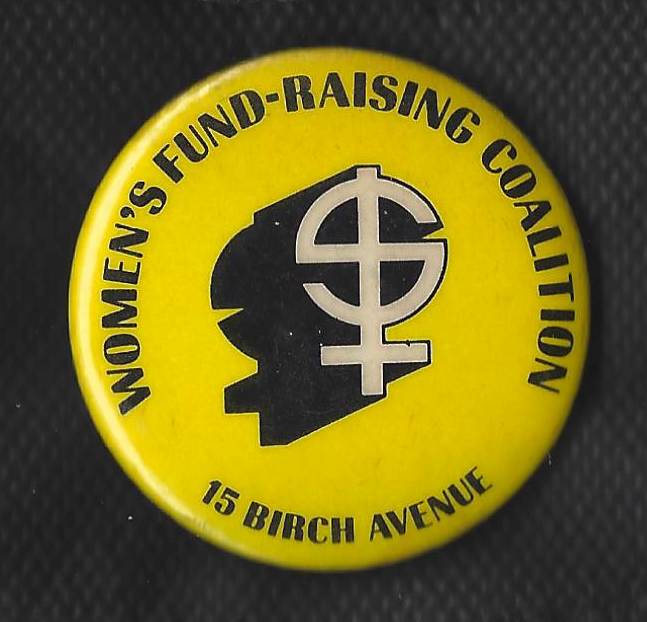 WOMEN'S FUND-RAISING COALITION
15 BIRCH AVENUE